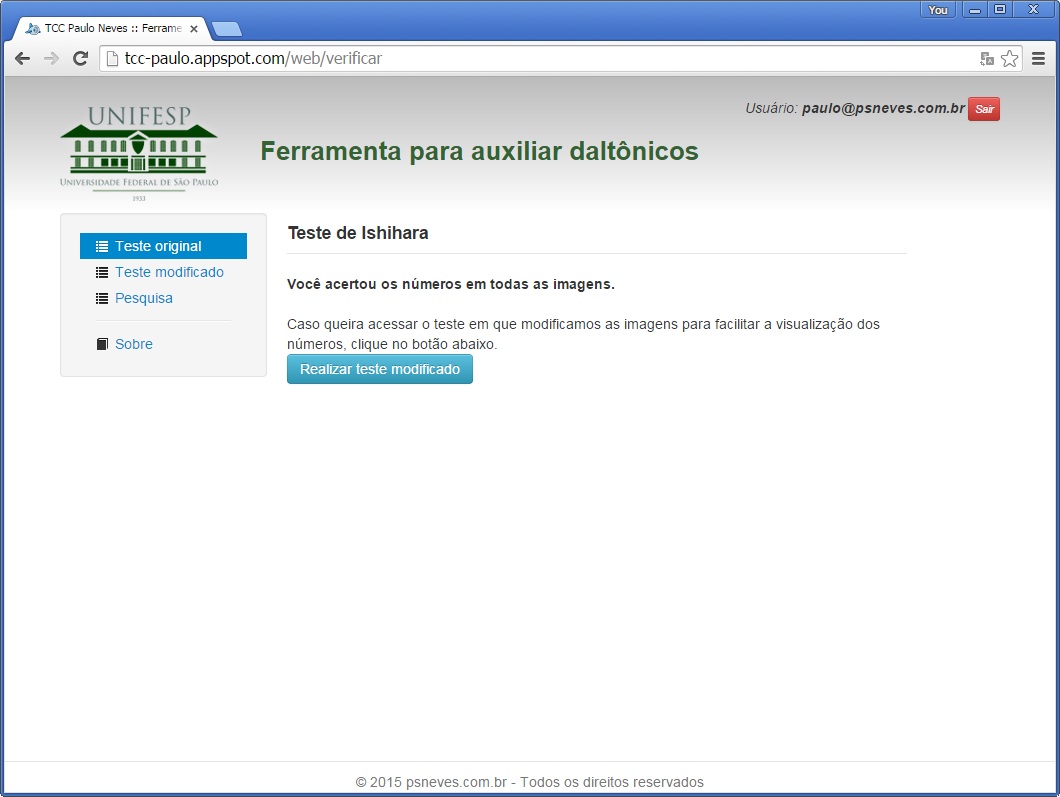 You
TCC Paulo Neves :: Ferrame
tcc-paulo.appspot.com/web/verificar
UNIFESP
UNIVERSIDADE FEDERAL DE SÃO PAULO
1933
Usuário: paulo@psneves.com.br Sair
Ferramenta para auxiliar daltônicos
Teste original
Teste modificado
Pesquisa
Sobre
Teste de Ishihara
Você acertou os números em todas as imagens.
Caso queira acessar o teste em que modificamos as imagens para facilitar a visualização dos
números, clique no botão abaixo.
Realizar teste modificado
© 2015 psneves.com.br - Todos os direitos reservados